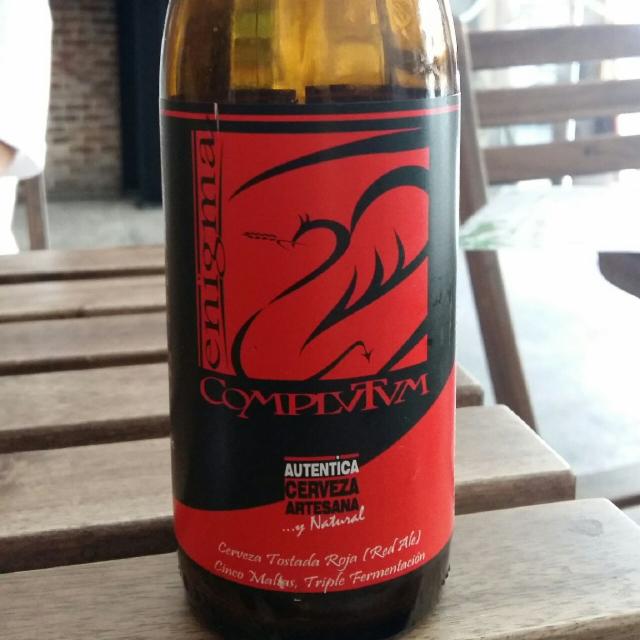 enigma
COMPLVTVM
AUTENTiCA
CERVEZA
ARTESANA
...y Natural
Cerveza Tostada Roja (Red Ale)
Cinco Maltas, Triple Fermentación